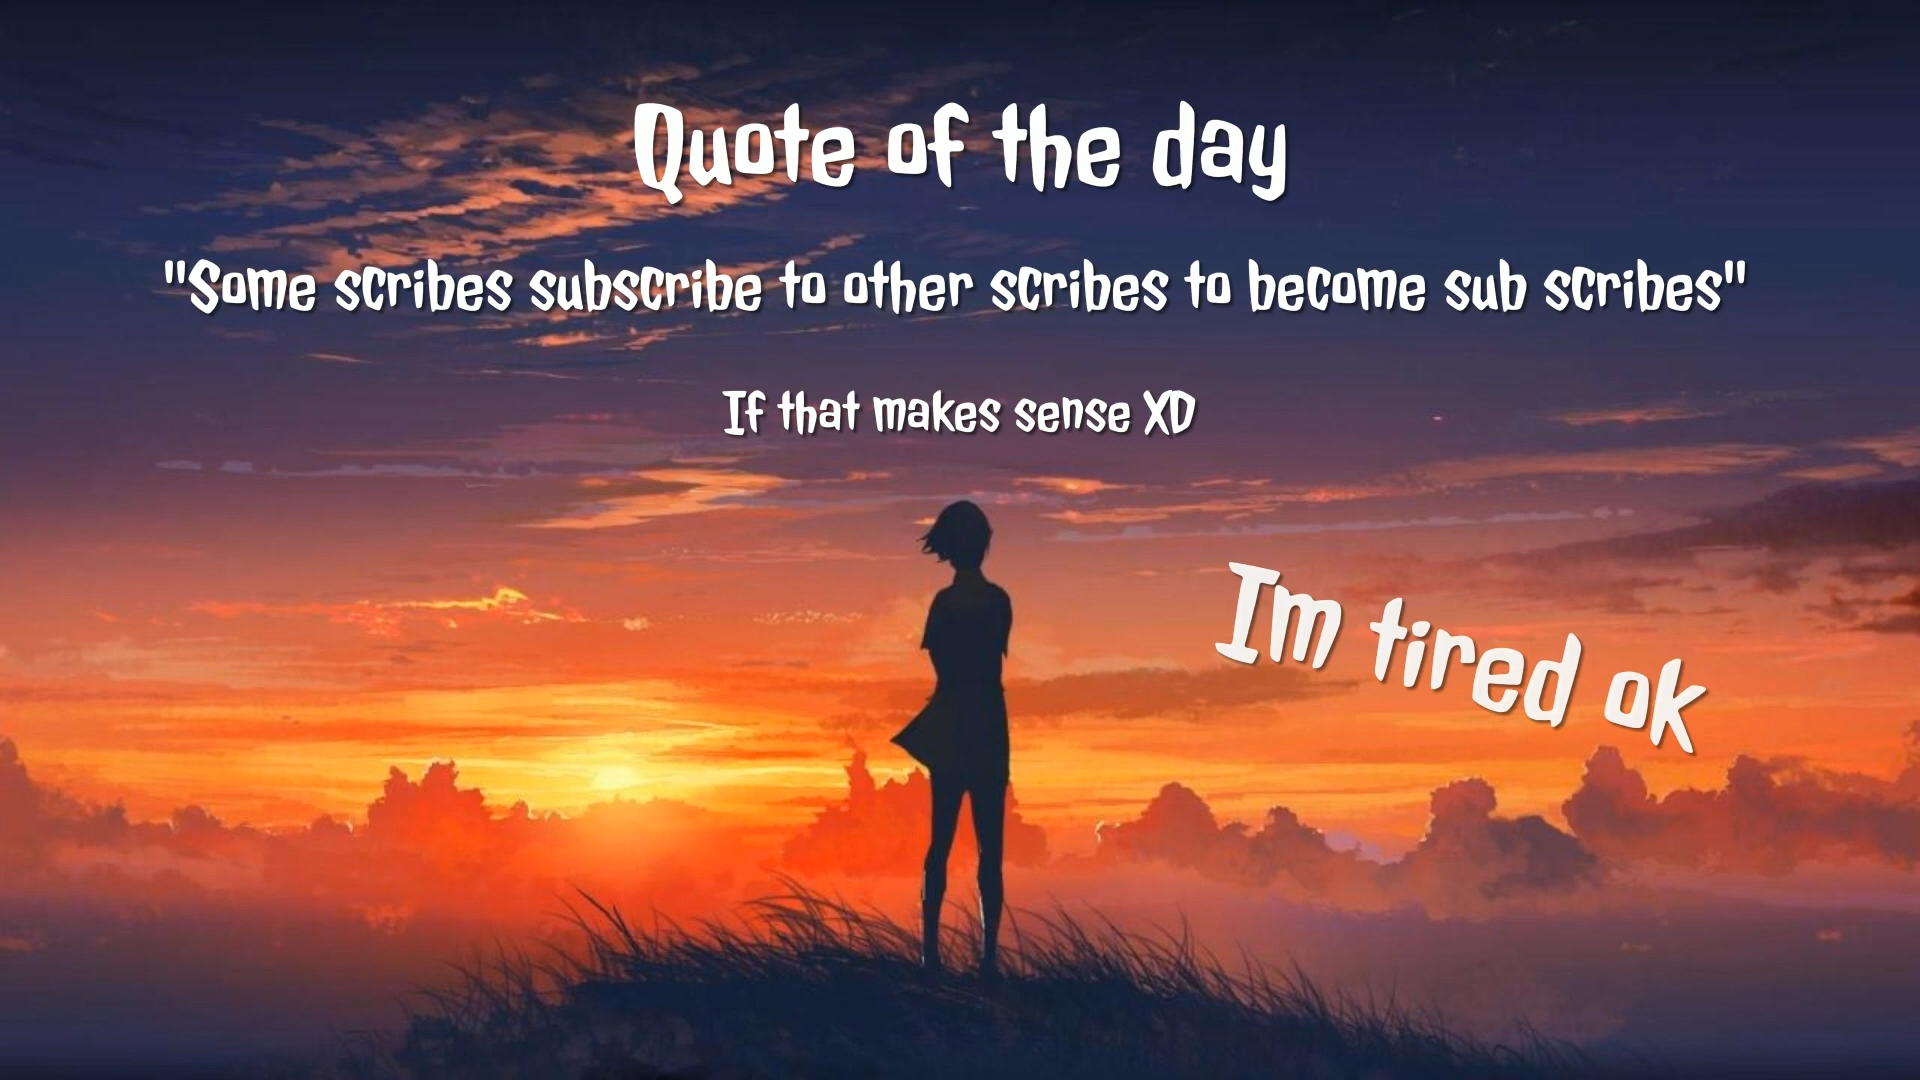 Quote of the day
"Some scribes subscribe to other scribes to become sub scribes"
If that makes sense XD
Im tired ok